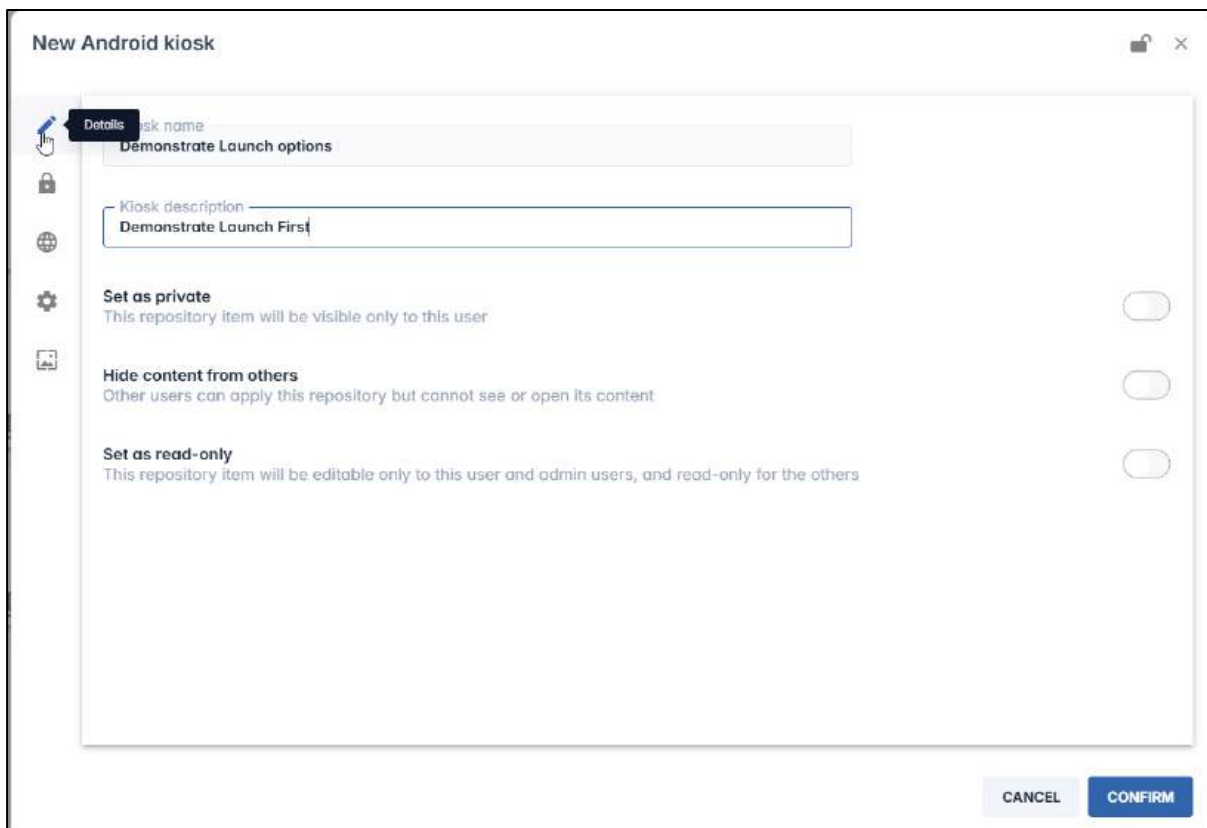 New Android kiosk
Details
sk name
Demonstrate Launch options
Kiosk description
Demonstrate Launch First
Set as private
This repository item will be visible only to this user
Hide content from others
Other users can apply this repository but cannot see or open its content
Set as read-only
This repository item will be editable only to this user and admin users, and read-only for the others
CANCEL
CONFIRM